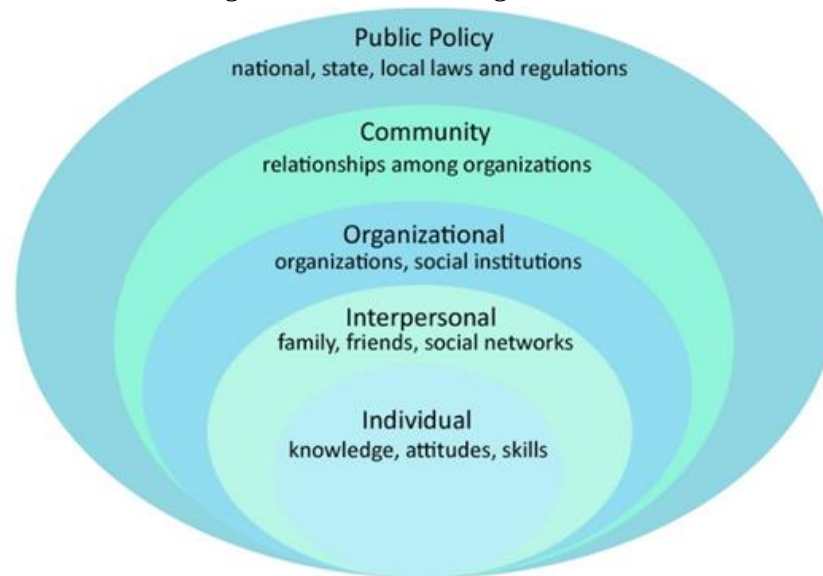 Public Policy
national, state, local laws and regulations
Community
relationships among organizations
Organizational
organizations, social institutions
Interpersonal
family, friends, social networks
Individual
knowledge, attitudes, skills